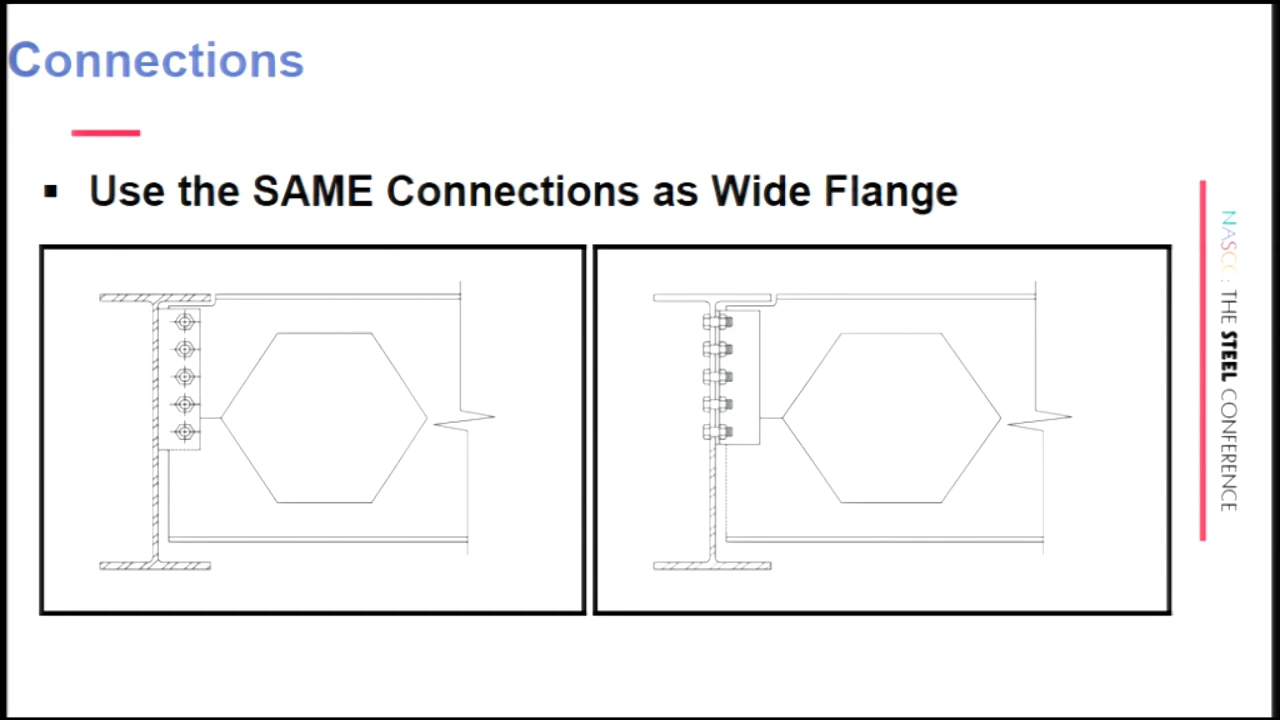 Connections
▪ Use the SAME Connections as Wide Flange
NASCC : THE STEEL CONFERENCE